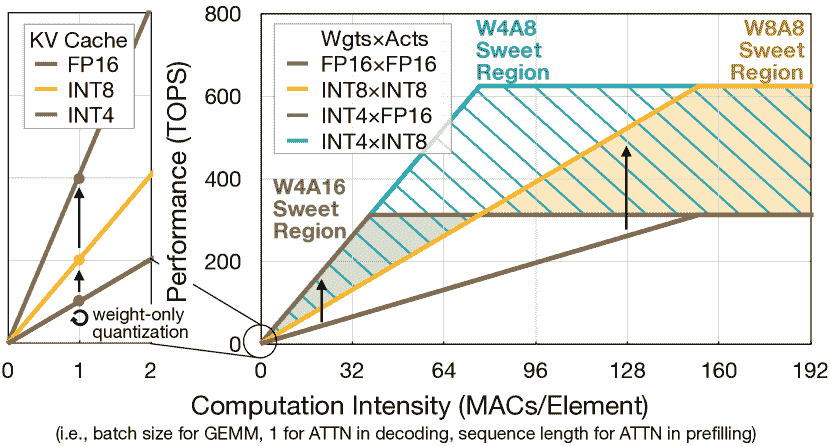 KV Cache
FP16
INT8
INT4
weight-only
quantization
0
1
2
Performance (TOPS)
800
600
400
200
0
Wgts×Acts
FP16×FP16
INT8×INT8
INT4×FP16
INT4×INT8
W4A8
Sweet
Region
W8A8
Sweet
Region
W4A16
Sweet
Region
0
32
64
96
128
160
192
Computation Intensity (MACs/Element)
(i.e., batch size for GEMM, 1 for ATTN in decoding, sequence length for ATTN in prefilling)